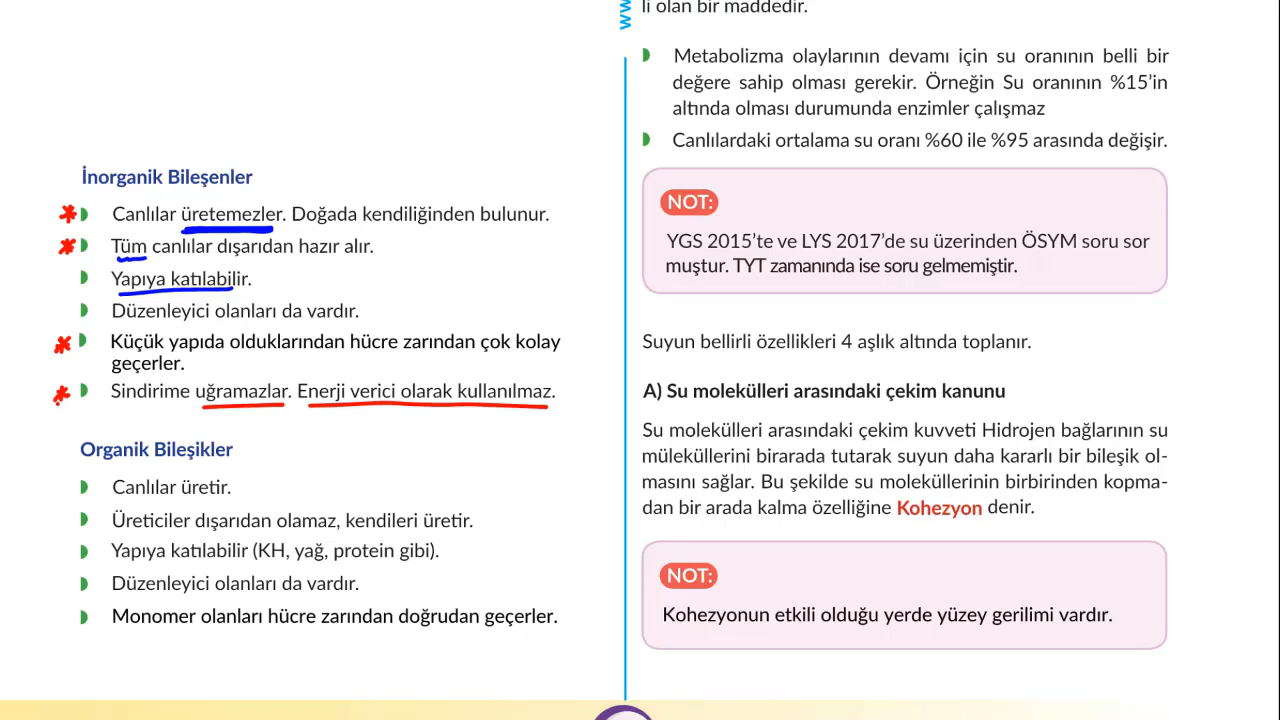 İnorganik Bileşenler
Canlılar üretemezler. Doğada kendiliğinden bulunur.
Tüm canlılar dışarıdan hazır alır.
Yapıya katılabilir.
Düzenleyici olanları da vardır.
Küçük yapıda olduklarından hücre zarından çok kolay
geçerler.
Sindirime uğramazlar. Enerji verici olarak kullanılmaz.
Organik Bileşikler
Canlılar üretir.
Üreticiler dışarıdan olamaz, kendileri üretir.
Yapıya katılabilir (KH, yağ, protein gibi).
Düzenleyici olanları da vardır.
Monomer olanları hücre zarından doğrudan geçerler.
li olan bir maddedir.
Metabolizma olaylarının devamı için su oranının belli bir
değere sahip olması gerekir. Örneğin Su oranının %15’in
altında olması durumunda enzimler çalışmaz
Canlılardaki ortalama su oranı %60 ile %95 arasında değişir.
NOT:
YGS 2015’te ve LYS 2017’de su üzerinden ÖSYM soru sor
muştur. TYT zamanında ise soru gelmemiştir.
Suyun bellirli özellikleri 4 aşlık altında toplanır.
A) Su molekülleri arasındaki çekim kanunu
Su molekülleri arasındaki çekim kuvveti Hidrojen bağlarının su
müleküllerini birarada tutarak suyun daha kararlı bir bileşik ol-
masını sağlar. Bu şekilde su moleküllerinin birbirinden kopma-
dan bir arada kalma özelliğine Kohezyon denir.
NOT:
Kohezyonun etkili olduğu yerde yüzey gerilimi vardır.